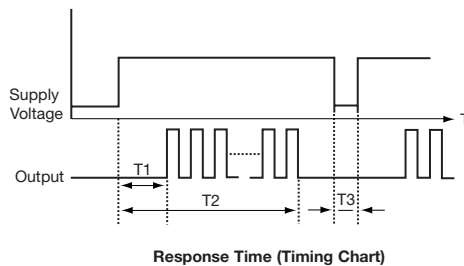 Supply
Voltage
T
Output
T1
T2
T3
Response Time (Timing Chart)